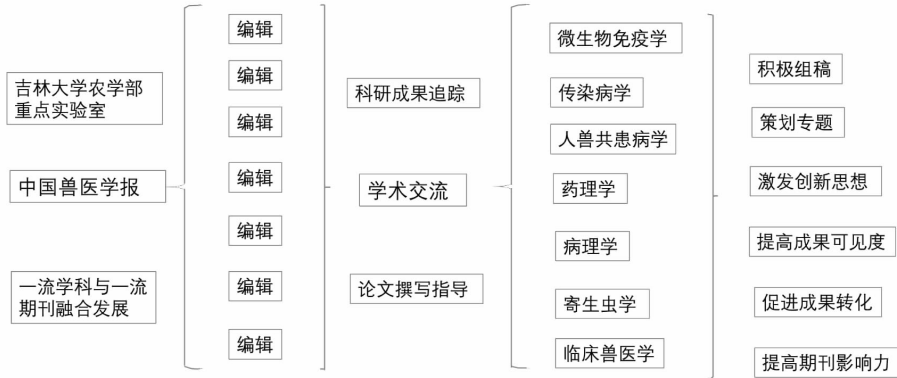 吉林大学农学部
重点实验室
中国兽医学报
一流学科与一流
期刊融合发展
编辑
编辑
编辑
编辑
编辑
编辑
编辑
科研成果追踪
学术交流
论文撰写指导
微生物免疫学
传染病学
人兽共患病学
药理学
病理学
寄生虫学
临床兽医学
积极组稿
策划专题
激发创新思想
提高成果可见度
促进成果转化
提高期刊影响力